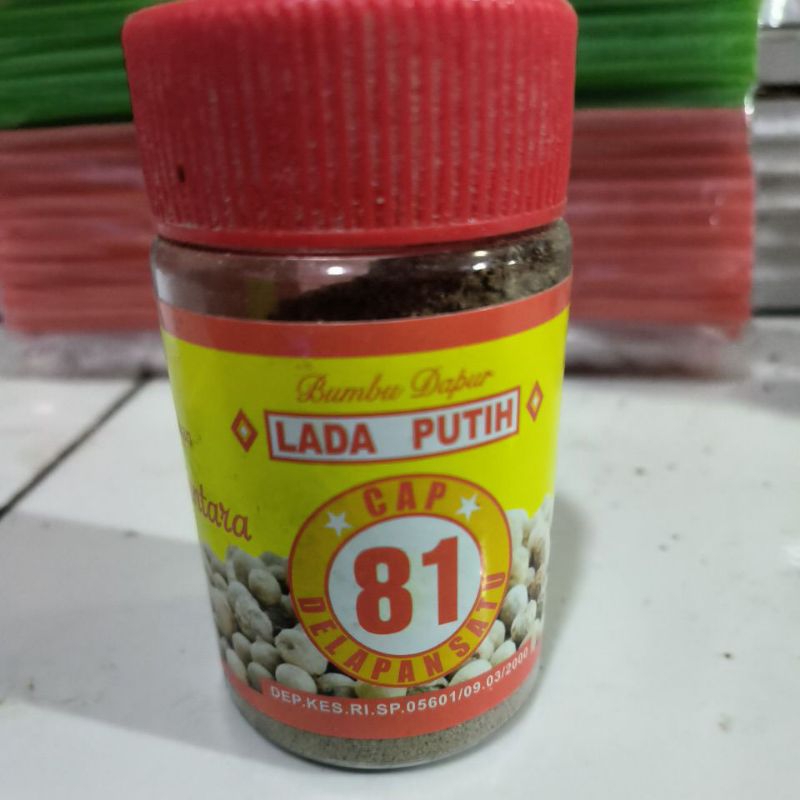 Bumbu Dapur
LADA PUTIH
CAP
81
DELAPAN SATU
DEP.KES.RI.SP.05601/09.03/2000